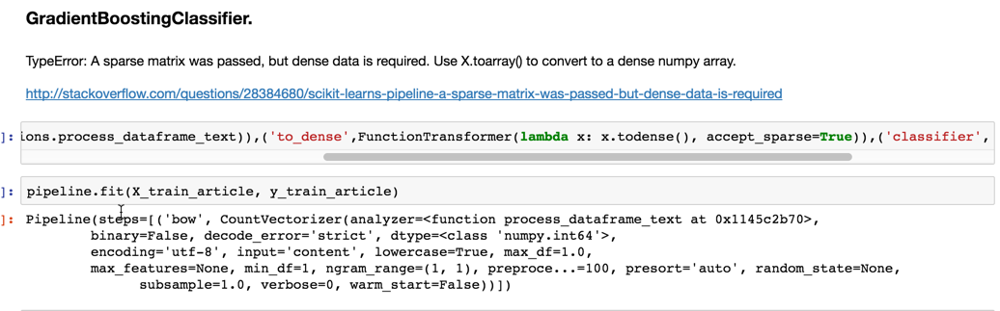 GradientBoostingClassifier.
TypeError: A sparse matrix was passed, but dense data is required. Use X.toarray() to convert to a dense numpy array.
http://stackoverflow.com/questions/28384680/scikit-learns-pipeline-a-sparse-matrix-was-passed-but-dense-data-is-required
]: ions.process_dataframe_text)),('to_dense',FunctionTransformer(lambda x: x.todense(), accept_sparse=True)),('classifier',
]: pipeline.fit(X_train_article, y_train_article)
]: Pipeline(steps=[('bow', CountVectorizer(analyzer=<function process_dataframe_text at 0x1145c2b70>,
binary=False, decode_error='strict', dtype=<class 'numpy.int64'>,
encoding='utf-8', input='content', lowercase=True, max_df=1.0,
max_features=None, min_df=1, ngram_range=(1, 1), preproce...=100, presort='auto', random_state=None,
subsample=1.0, verbose=0, warm_start=False))])